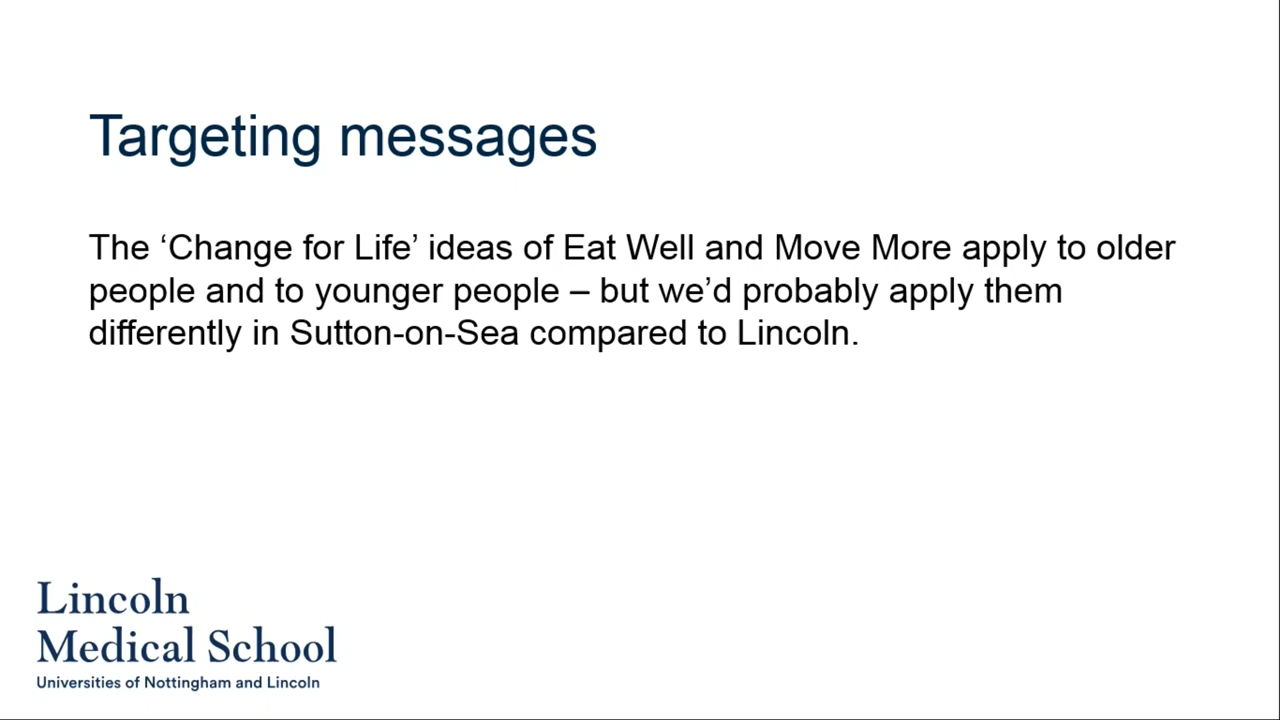 Targeting messages
The ‘Change for Life’ ideas of Eat Well and Move More apply to older
people and to younger people – but we’d probably apply them
differently in Sutton-on-Sea compared to Lincoln.
Lincoln
Medical School
Universities of Nottingham and Lincoln